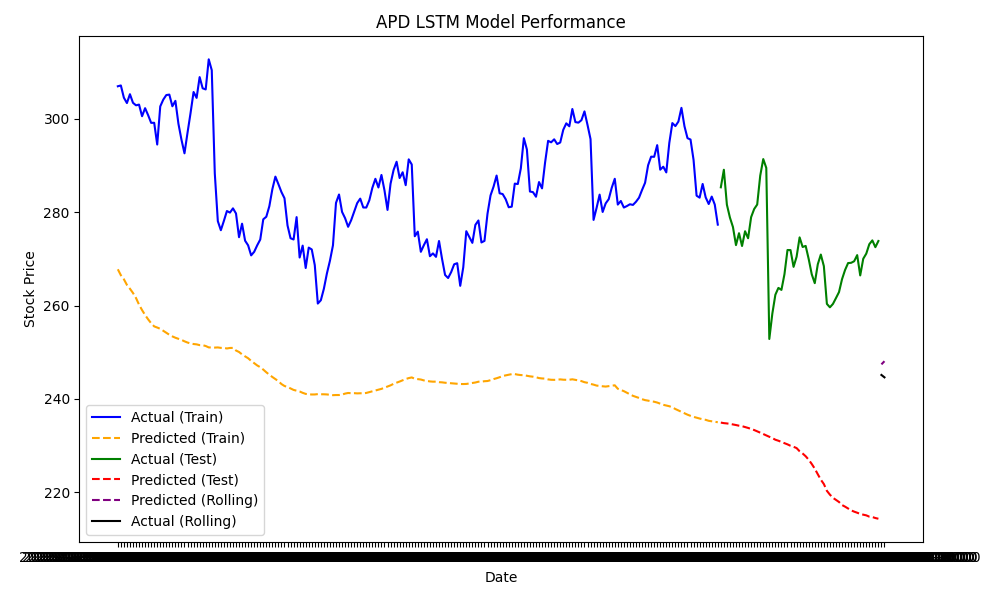 APD LSTM Model Performance
Stock Price
300
280
260
240
220
Actual (Train)
Predicted (Train)
Actual (Test)
Predicted (Test)
Predicted (Rolling)
Actual (Rolling)
Date